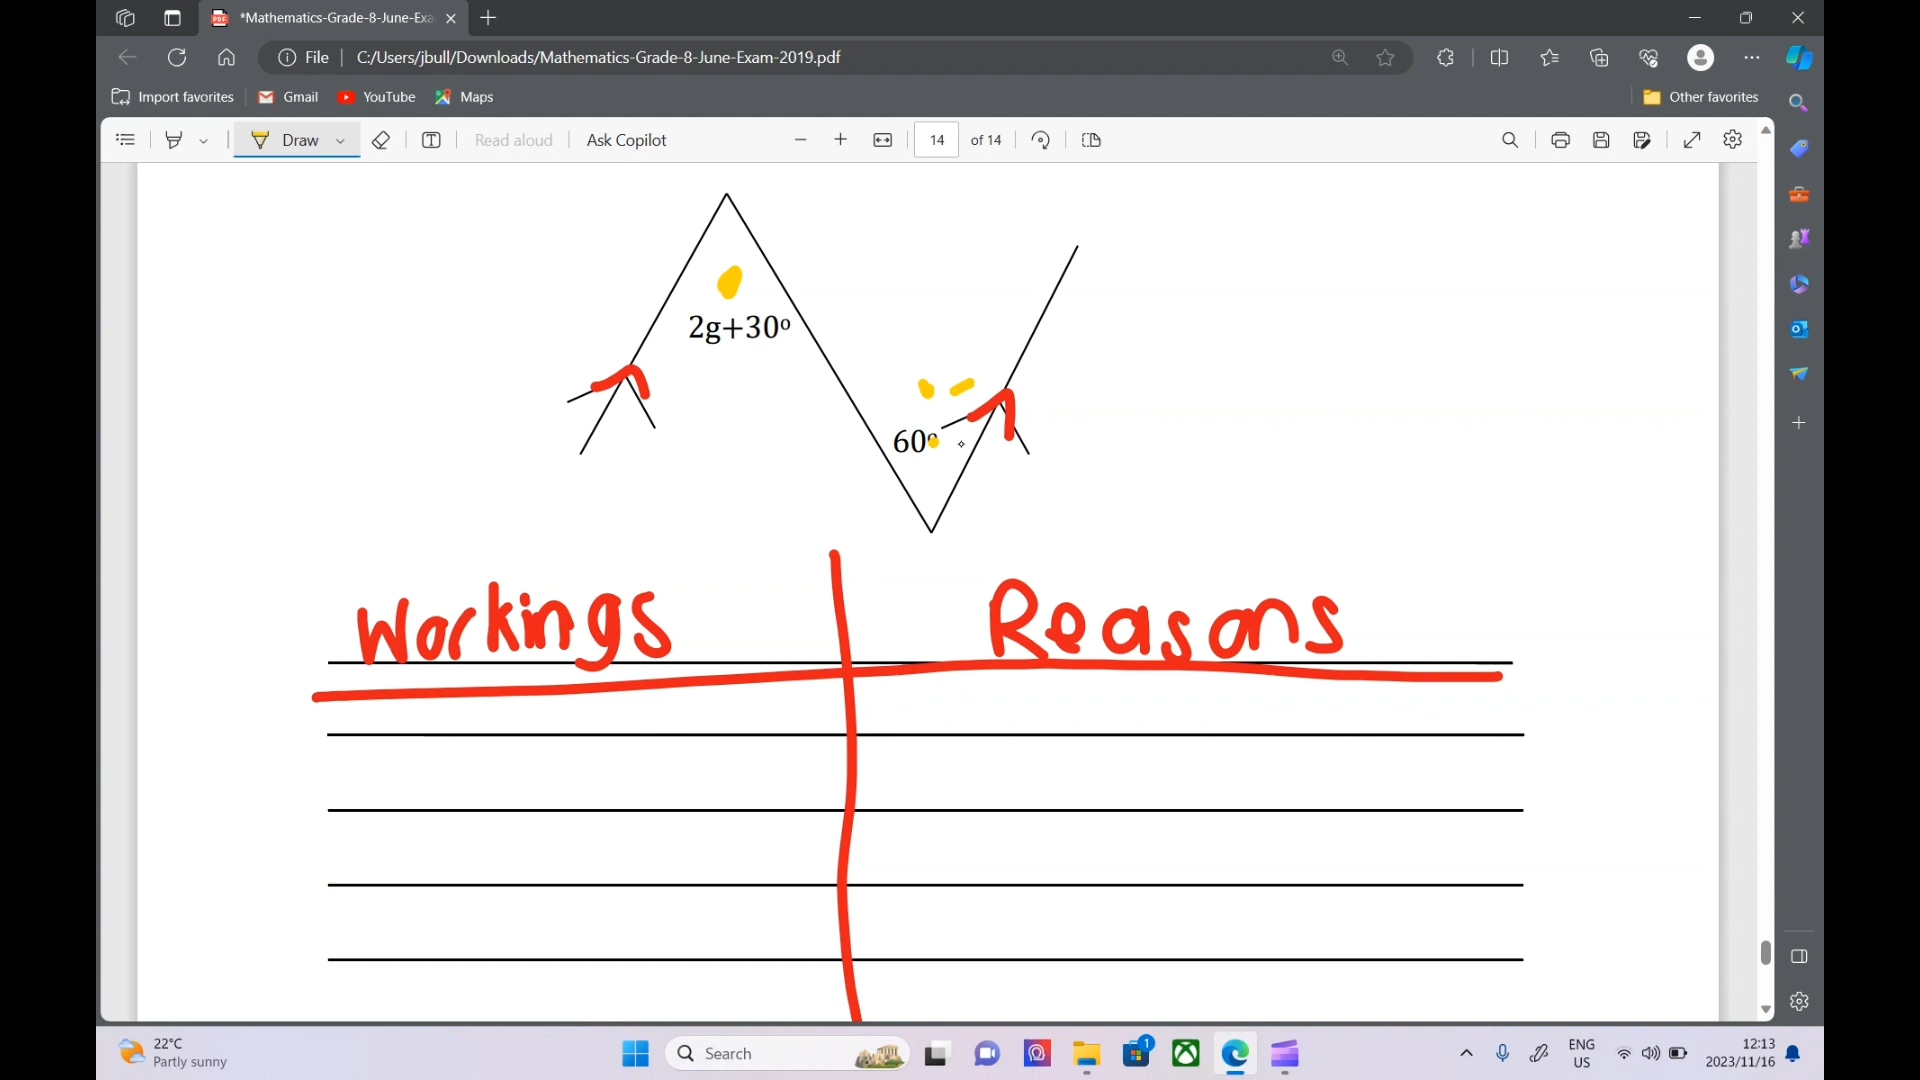 *Mathematics-Grade-8-June-Exa
File
C:/Users/jbull/Downloads/Mathematics-Grade-8-June-Exam-2019.pdf
Import favorites
Gmail
YouTube
Maps
Other favorites
Draw
Read aloud
Ask Copilot
14
of 14
2g+30º
60º
Workings
Reasons
22°C
Partly sunny
Search
1
ENG
US
12:13
2023/11/16